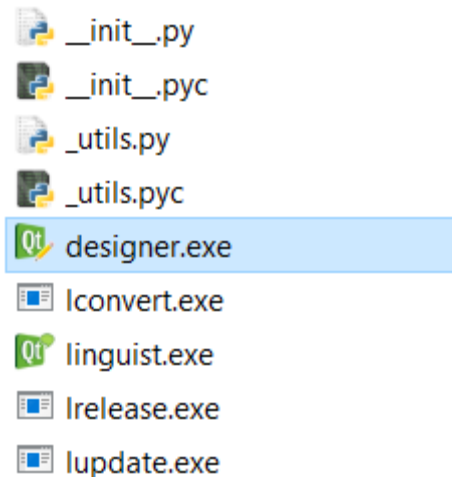 __init__.py
__init__.pyc
_utils.py
_utils.pyc
designer.exe
lconvert.exe
linguist.exe
lrelease.exe
lupdate.exe